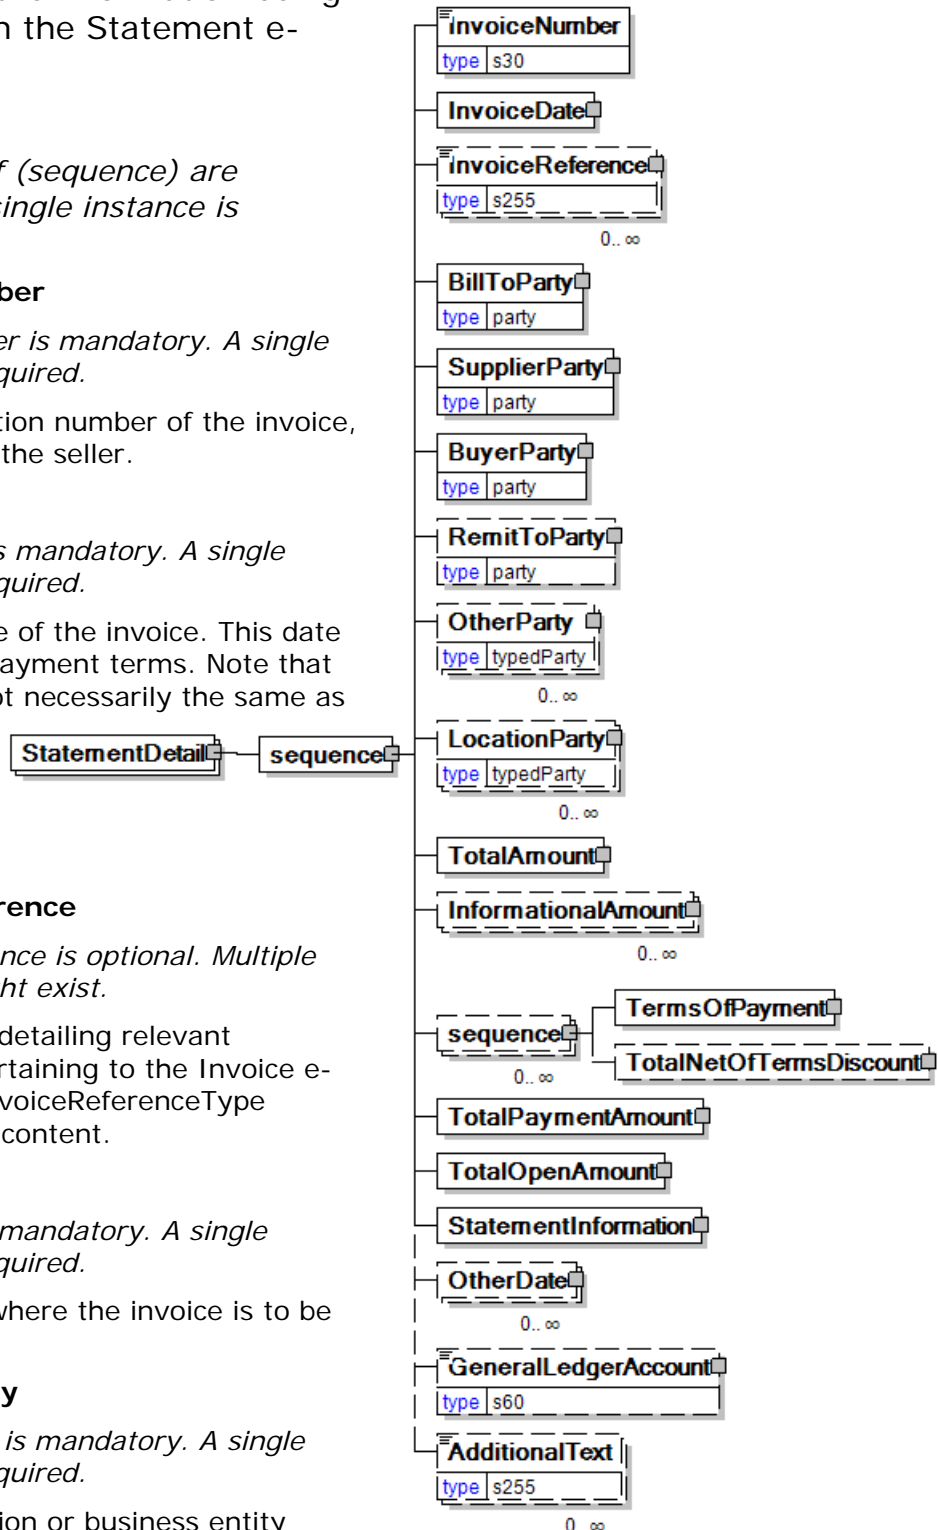 n the Statement e-
f (sequence) are
single instance is
ber
er is mandatory. A single
quired.
tion number of the invoice,
the seller.
s mandatory. A single
quired.
e of the invoice. This date
ayment terms. Note that
ot necessarily the same as
rence
nce is optional. Multiple
ht exist.
detailing relevant
rtaining to the Invoice e-
voiceReferenceType
content.
mandatory. A single
quired.
where the invoice is to be
y
is mandatory. A single
quired.
tion or business entity
StatementDetail
sequence
InvoiceNumber
type s30
InvoiceDate
InvoiceReference
type s255
0.. ∞
BillToParty
type party
SupplierParty
type party
BuyerParty
type party
RemitToParty
type party
OtherParty
type typedParty
0.. ∞
LocationParty
type typedParty
0.. ∞
TotalAmount
InformationalAmount
0.. ∞
sequence
0.. ∞
TermsOfPayment
TotalNetOfTermsDiscount
TotalPaymentAmount
TotalOpenAmount
StatementInformation
OtherDate
0.. ∞
GeneralLedgerAccount
type s60
AdditionalText
type s255
0.. ∞